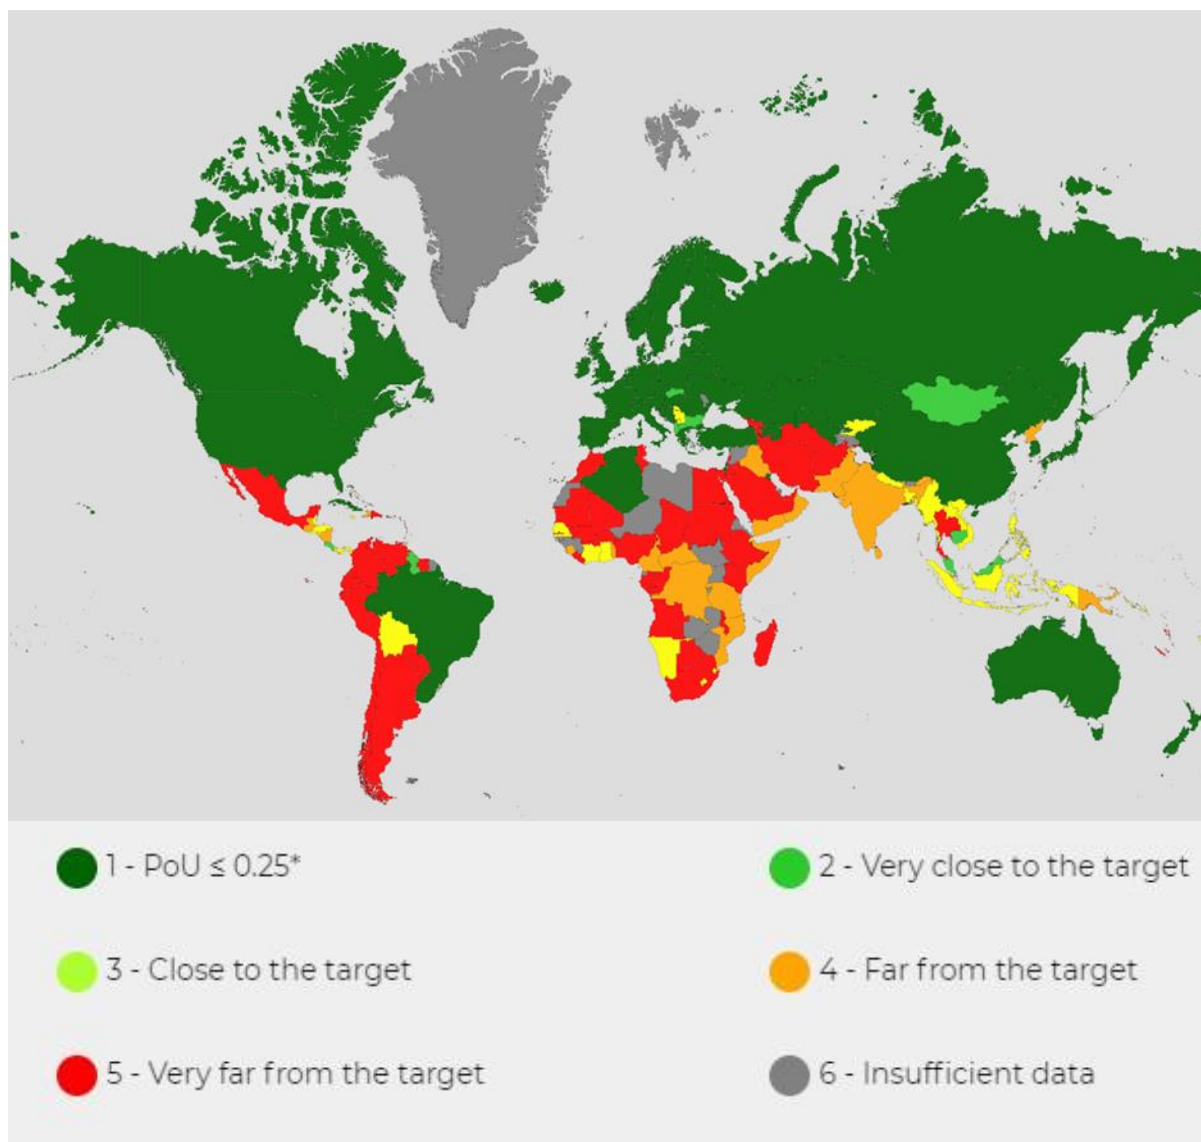 1 - PoU ≤ 0.25*
2 - Very close to the target
3 - Close to the target
4 - Far from the target
5 - Very far from the target
6 - Insufficient data